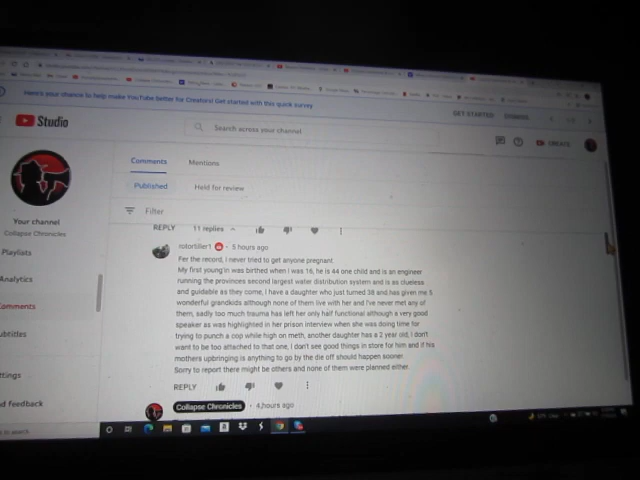 Here's your chance to help make YouTube better for Creators! Get started with this quick survey
GET STARTED
DISMISS
Studio
Search across your channel
CREATE
Comments
Mentions
Published
Held for review
Your channel
Collapse Chronicles
Filter
REPLY 11 replies
Playlists
Analytics
omments
ubtitles
ttings
d feedback
rotortiller1 • 5 hours ago
Fer the record, I never tried to get anyone pregnant.
My first young'in was birthed when I was 16, he is 44 one child and is an engineer
running the provinces second largest water distribution system and is as clueless
and guidable as they come, I have a daughter who just turned 38 and has given me 5
wonderful grandkids although none of them live with her and I've never met any of
them, sadly too much trauma has left her only half functional although a very good
speaker as was highlighted in her prison interview when she was doing time for
trying to punch a cop while high on meth, another daughter has a 2 year old, I don't
want to be too attached to that one, I don't see good things in store for him and if his
mothers upbringing is anything to go by the die off should happen sooner.
Sorry to report there might be others and none of them were planned either.
REPLY
Collapse Chronicles • 4 hours ago